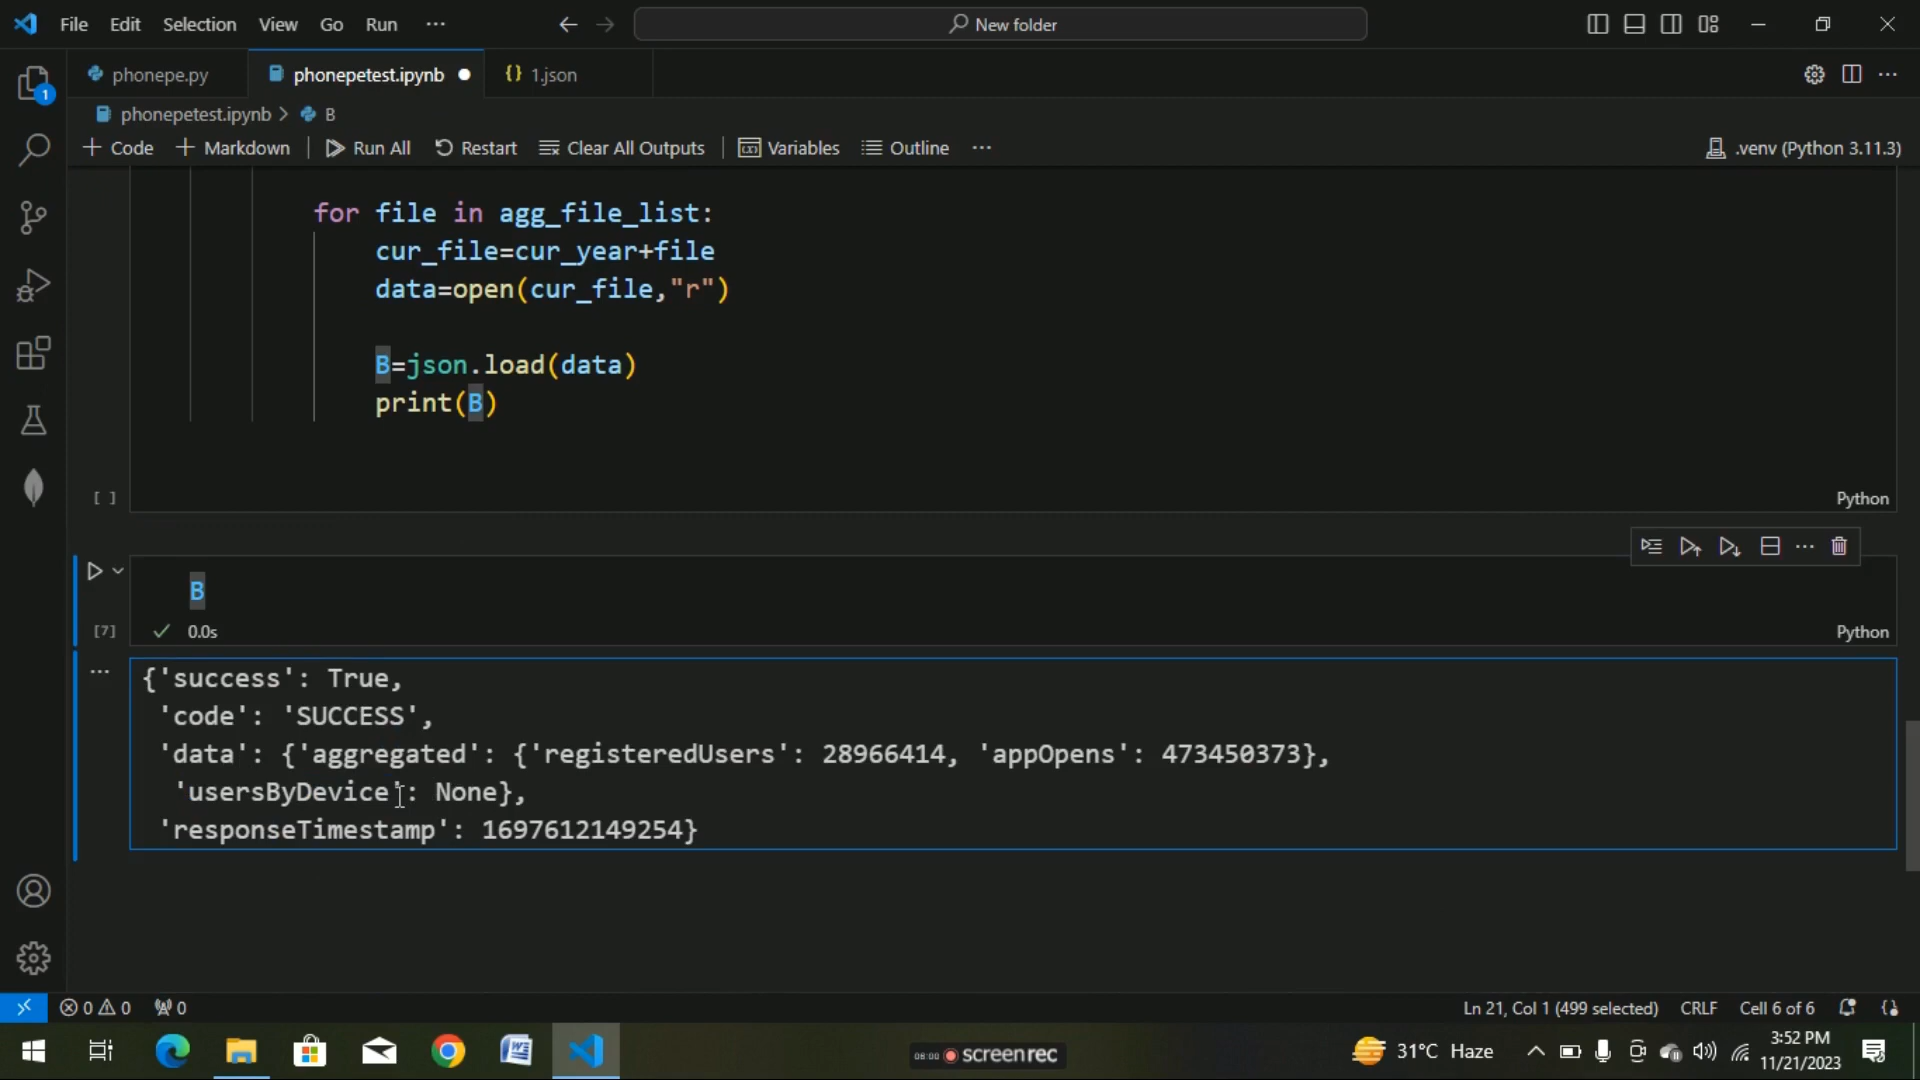 File Edit Selection View Go Run ··· New folder
phonepe.py phonepetest.ipynb {} 1.json
phonepetest.ipynb > B
+ Code + Markdown | Run All Restart Clear All Outputs | Variables Outline ··· .venv (Python 3.11.3)
for file in agg_file_list:
cur_file=cur_year+file
data=open(cur_file,"r")
B=json.load(data)
print(B)
[ ] Python
B
[7] 0.0s Python
{'success': True,
'code': 'SUCCESS',
'data': {'aggregated': {'registeredUsers': 28966414, 'appOpens': 473450373},
'usersByDevice': None},
'responseTimestamp': 1697612149254}
0 0 0 Ln 21, Col 1 (499 selected) CRLF Cell 6 of 6
08:00 screenrec 31°C Haze 3:52 PM
11/21/2023